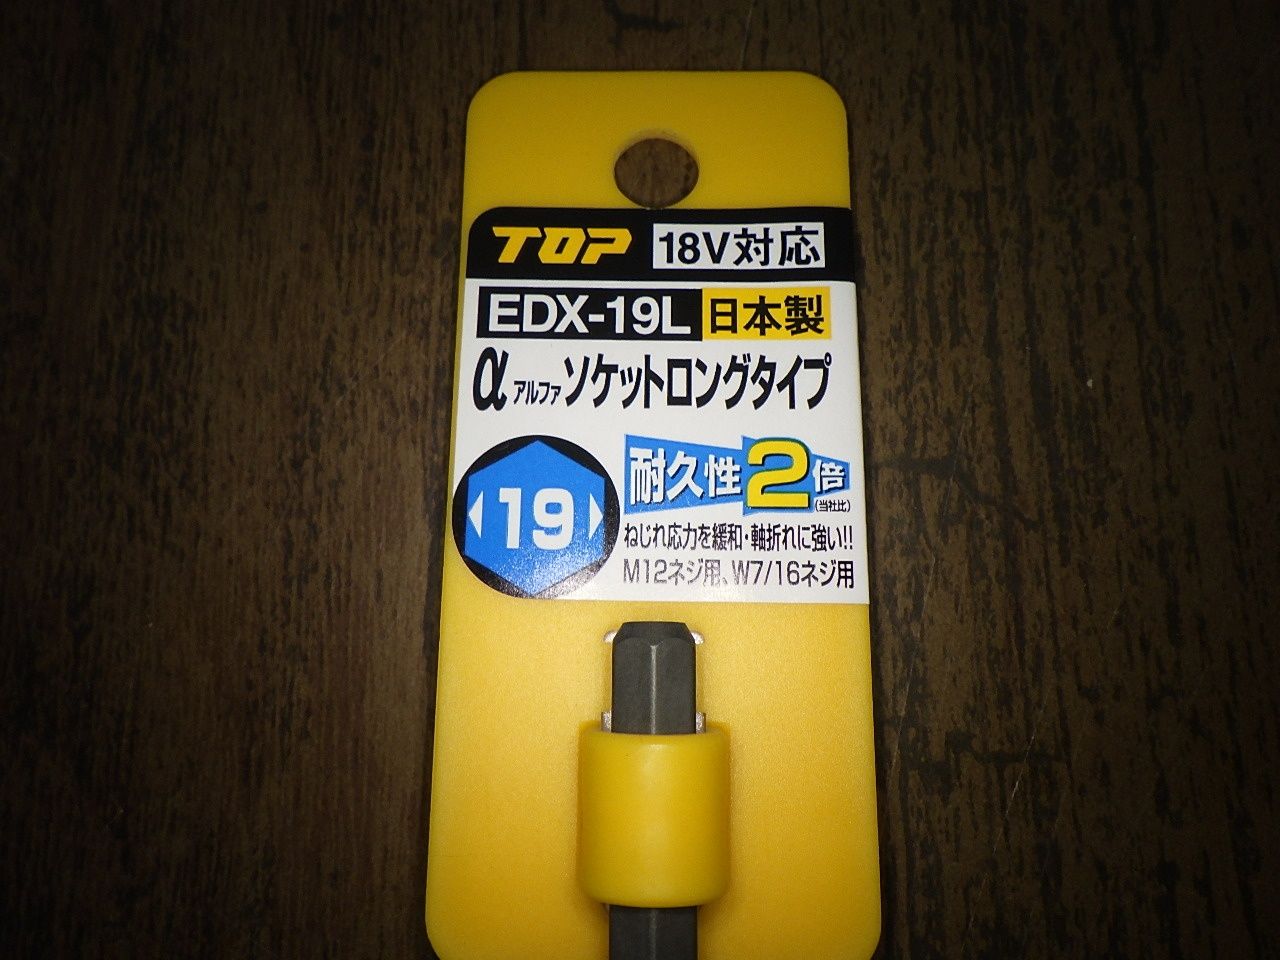 TOP 18V対応
EDX-19L 日本製
αアルファソケットロングタイプ
19
耐久性2倍
(当社比)
ねじれ応力を緩和・軸折れに強い!!
M12ネジ用、W7/16ネジ用